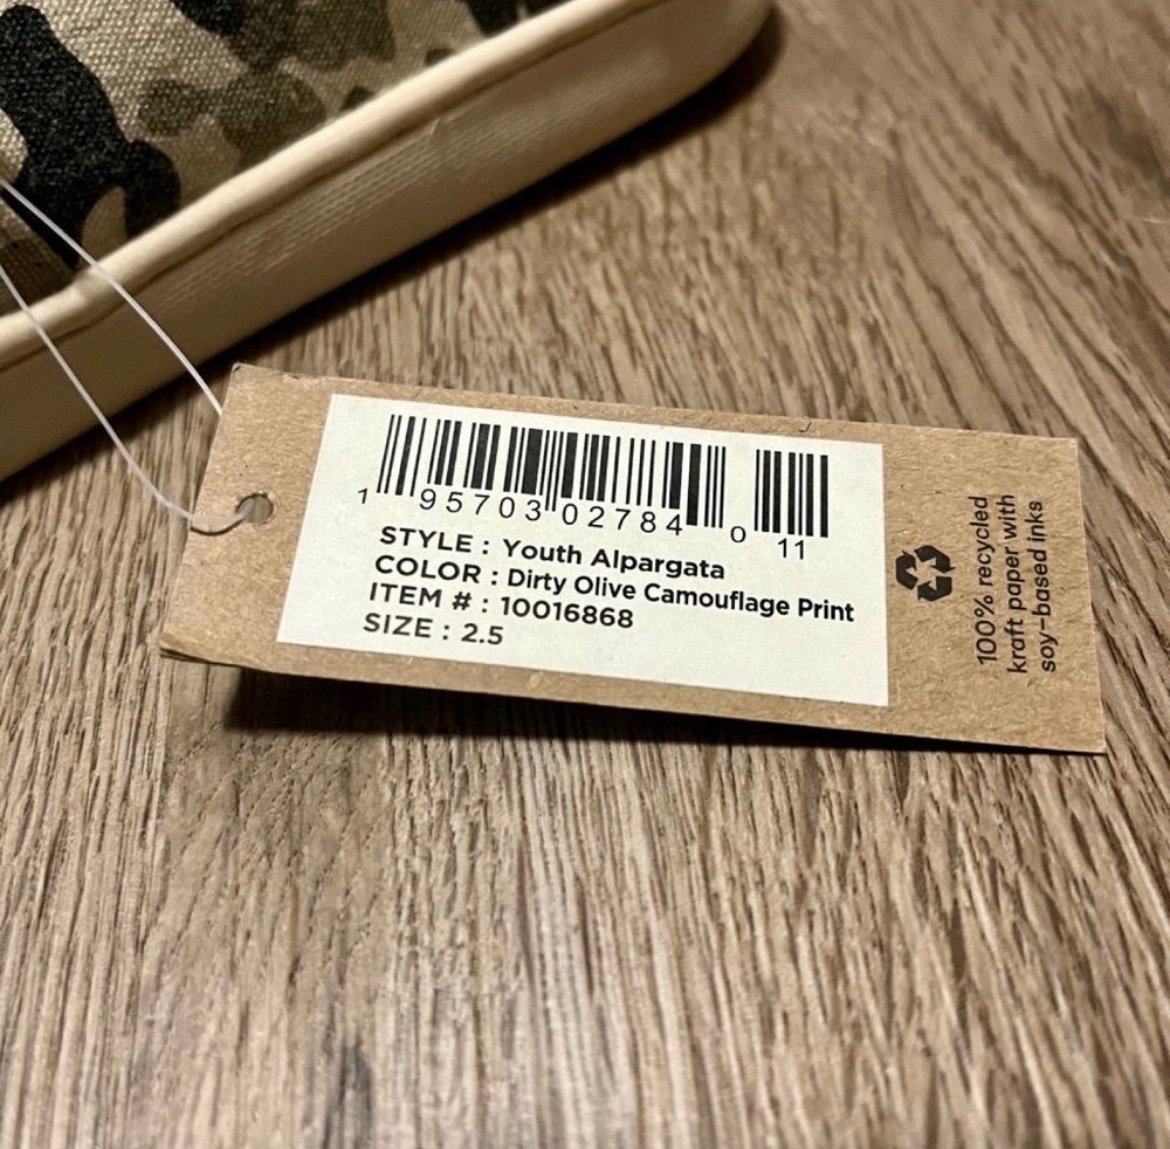 1 95703 02784 0 11
STYLE : Youth Alpargata
COLOR : Dirty Olive Camouflage Print
ITEM # : 10016868
SIZE : 2.5
100% recycled
kraft paper with
soy-based inks